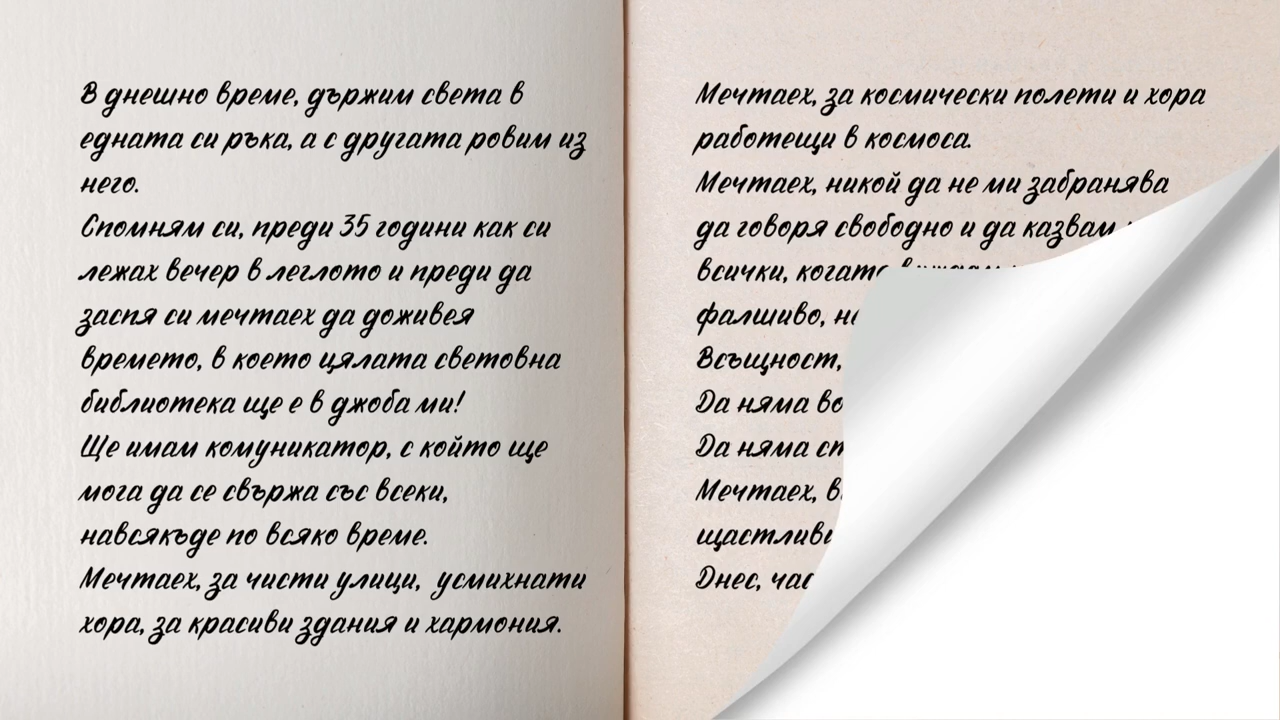 В днешно време, държим света в
едната си ръка, а с другата ровим из
него.
Спомням си, преди 35 години как си
лежах вечер в леглото и преди да
заспя си мечтаех да доживея
времето, в което цялата световна
библиотека ще е в джоба ми!
Ще имам комуникатор, с който ще
мога да се свържа със всеки,
навсякъде по всяко време.
Мечтаех, за чисти улици, усмихнати
хора, за красиви здания и хармония.
Мечтаех, за космически полети и хора
работещи в космоса.
Мечтаех, никой да не ми забранява
да говоря свободно и да казвам
всички, когато
фалшиво,
Всъщност,
Да няма
Да няма
Мечтаех,
Днес,